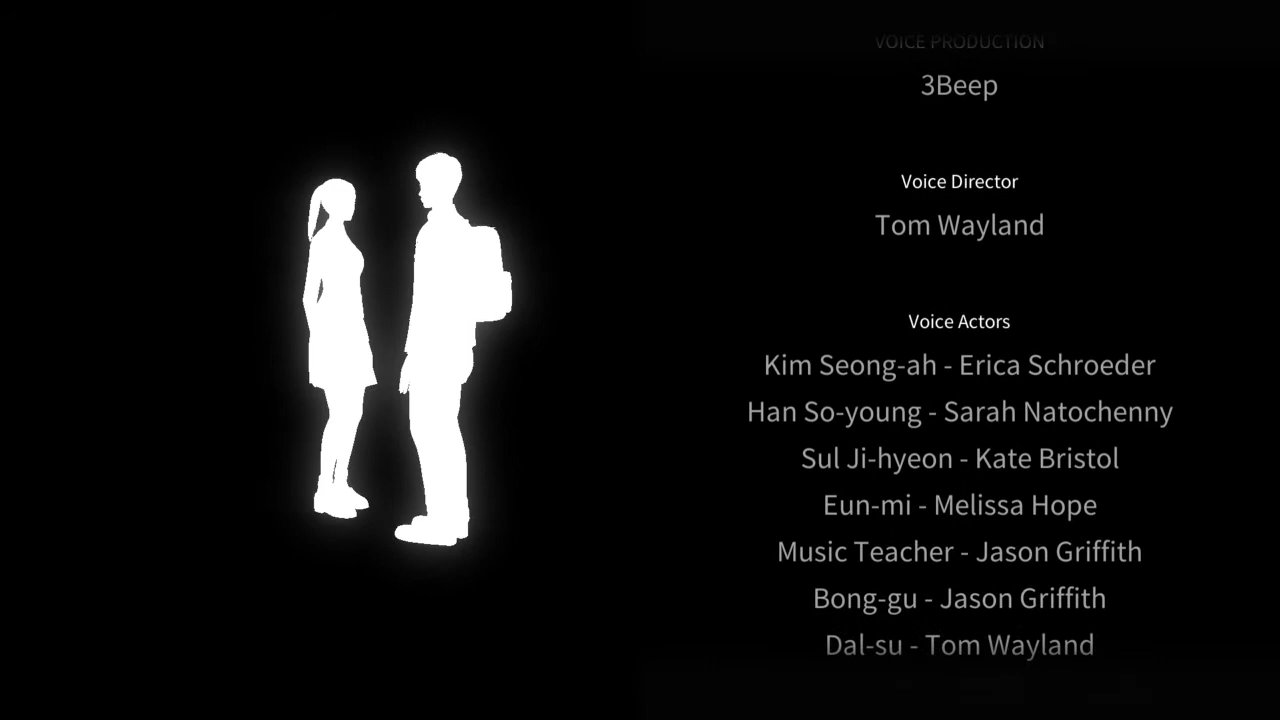 VOICE PRODUCTION
3Beep
Voice Director
Tom Wayland
Voice Actors
Kim Seong-ah - Erica Schroeder
Han So-young - Sarah Natochenny
Sul Ji-hyeon - Kate Bristol
Eun-mi - Melissa Hope
Music Teacher - Jason Griffith
Bong-gu - Jason Griffith
Dal-su - Tom Wayland